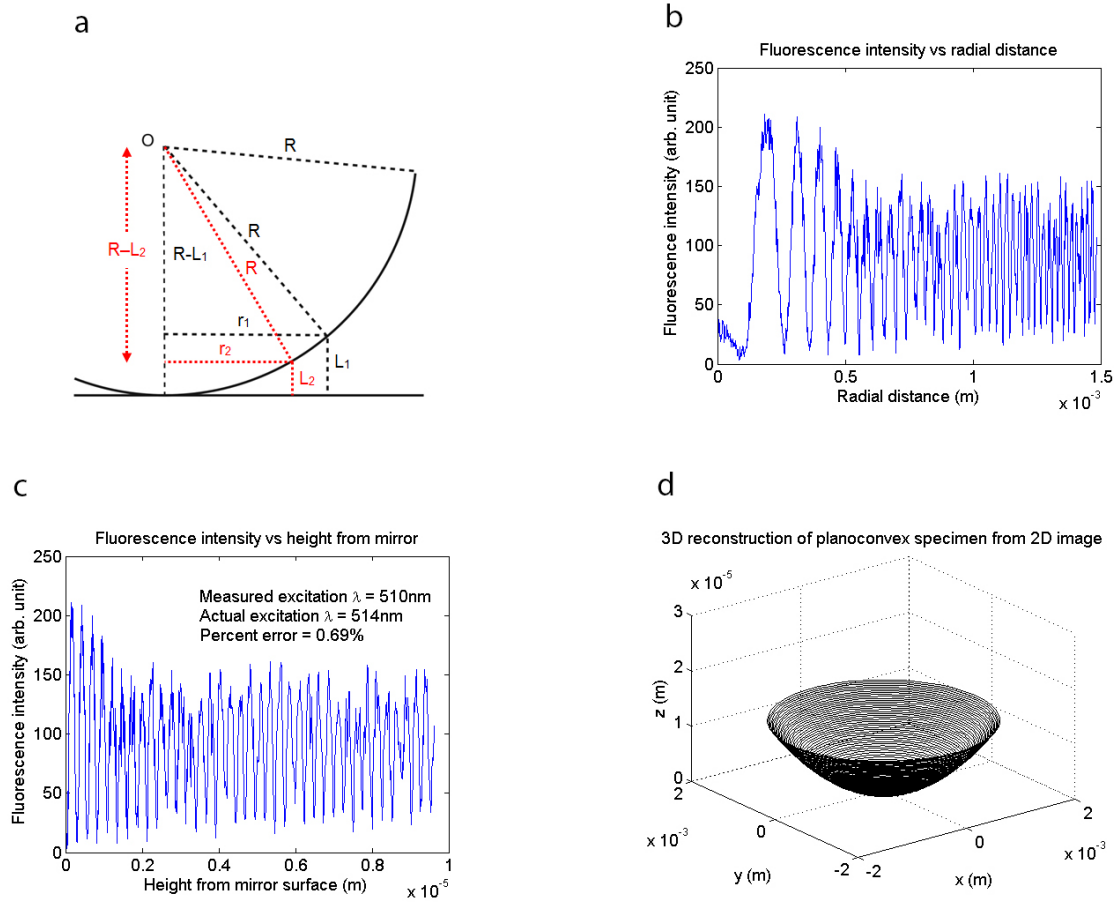 a
O
R
R
R
R–L2
R-L1
r1
r2
L1
L2
b
Fluorescence intensity vs radial distance
Fluorescence intensity (arb. unit)
250
200
150
100
50
0
0
0.5
1
1.5
x 10-3
Radial distance (m)
c
Fluorescence intensity vs height from mirror
Fluorescence intensity (arb. unit)
250
200
150
100
50
0
Measured excitation λ = 510nm
Actual excitation λ = 514nm
Percent error = 0.69%
0
0.2
0.4
0.6
0.8
1
x 10-5
Height from mirror surface (m)
d
3D reconstruction of planoconvex specimen from 2D image
x 10-5
3
2
1
0
z (m)
2
0
-2
x 10-3
y (m)
-2
0
2
x 10-3
x (m)